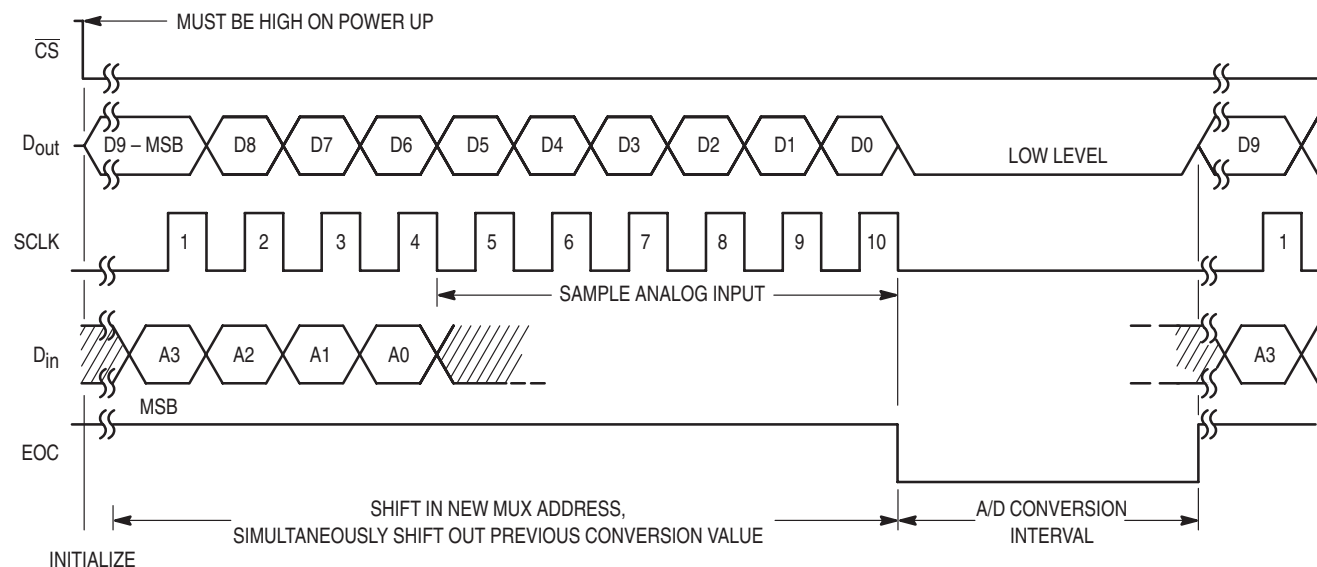 MUST BE HIGH ON POWER UP
CS
Dout
D9 – MSB D8 D7 D6 D5 D4 D3 D2 D1 D0 LOW LEVEL D9
SCLK
1 2 3 4 5 6 7 8 9 10 1
SAMPLE ANALOG INPUT
Din
A3 A2 A1 A0 A3
MSB
EOC
SHIFT IN NEW MUX ADDRESS,
SIMULTANEOUSLY SHIFT OUT PREVIOUS CONVERSION VALUE
A/D CONVERSION
INTERVAL
INITIALIZE